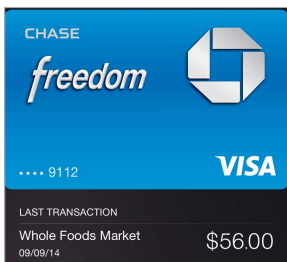 CHASE
freedom
•••• 9112
VISA
LAST TRANSACTION
Whole Foods Market
$56.00
09/09/14